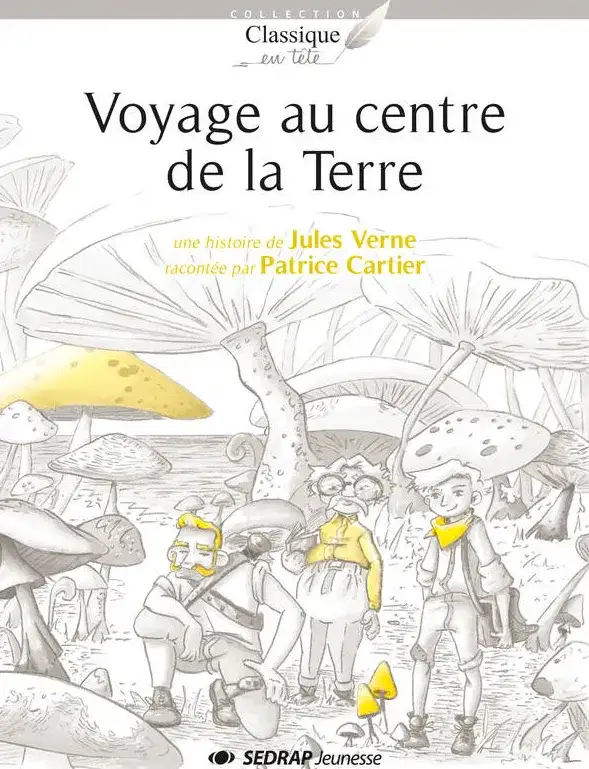 COLLECTION
Classique
en tête
Voyage au centre
de la Terre
une histoire de Jules Verne
racontée par Patrice Cartier
SEDRAP Jeunesse